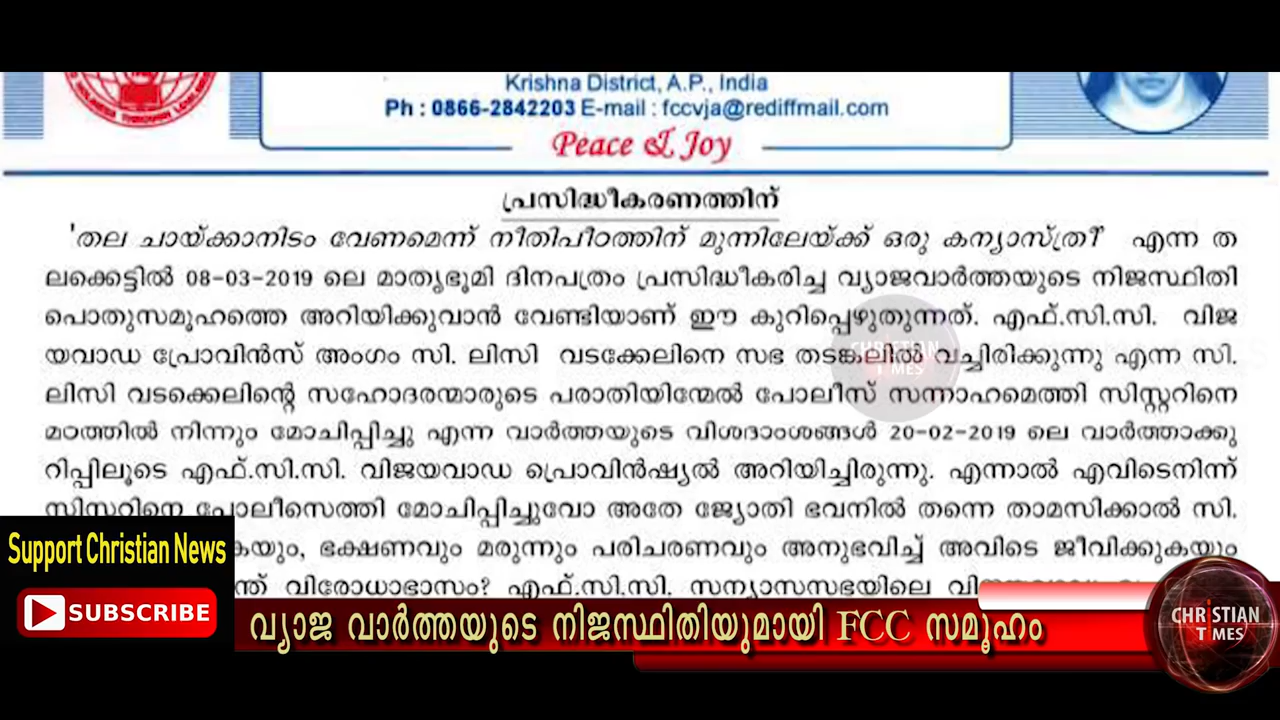 Krishna District, A.P., India
Ph : 0866-2842203 E-mail : fccvja@rediffmail.com
Peace & Joy
പ്രസിദ്ധീകരണത്തിന്
'തല ചായ്ക്കാനിടം വേണമെന്ന് നീതിപീഠത്തിന് മുന്നിലേയ്ക്ക് ഒരു കന്യാസ്ത്രീ' എന്ന ത
ലക്കെട്ടിൽ 08-03-2019 ലെ മാതൃഭൂമി ദിനപത്രം പ്രസിദ്ധീകരിച്ച വ്യാജവാർത്തയുടെ നിജസ്ഥിതി
പൊതുസമൂഹത്തെ അറിയിക്കുവാൻ വേണ്ടിയാണ് ഈ കുറിപ്പെഴുതുന്നത്. എഫ്.സി.സി. വിജ
യവാഡ പ്രോവിൻസ് അംഗം സി. ലിസി വടക്കേലിനെ സഭ തടങ്കലിൽ വച്ചിരിക്കുന്നു എന്ന സി.
ലിസി വടക്കെലിന്റെ സഹോദരന്മാരുടെ പരാതിയിന്മേൽ പോലീസ് സന്നാഹമെത്തി സിസ്റ്ററിനെ
മഠത്തിൽ നിന്നും മോചിപ്പിച്ചു എന്ന വാർത്തയുടെ വിശദാംശങ്ങൾ 20-02-2019 ലെ വാർത്താക്കു
റിപ്പിലൂടെ എഫ്.സി.സി. വിജയവാഡ പ്രൊവിൻഷ്യൽ അറിയിച്ചിരുന്നു. എന്നാൽ എവിടെനിന്ന്
സിസ്റ്ററിനെ പോലീസെത്തി മോചിപ്പിച്ചുവോ അതേ ജ്യോതി ഭവനിൽ തന്നെ താമസിക്കാൽ സി.
കയും, ഭക്ഷണവും മരുന്നും പരിചരണവും അനുഭവിച്ച് അവിടെ ജീവിക്കുകയും
ന്ത് വിരോധാഭാസം? എഫ്.സി.സി. സന്യാസസഭയിലെ
CHRISTIAN
TIMES
Support Christian News
SUBSCRIBE
വ്യാജ വാർത്തയുടെ നിജസ്ഥിതിയുമായി FCC സമൂഹം
CHRISTIAN
TIMES